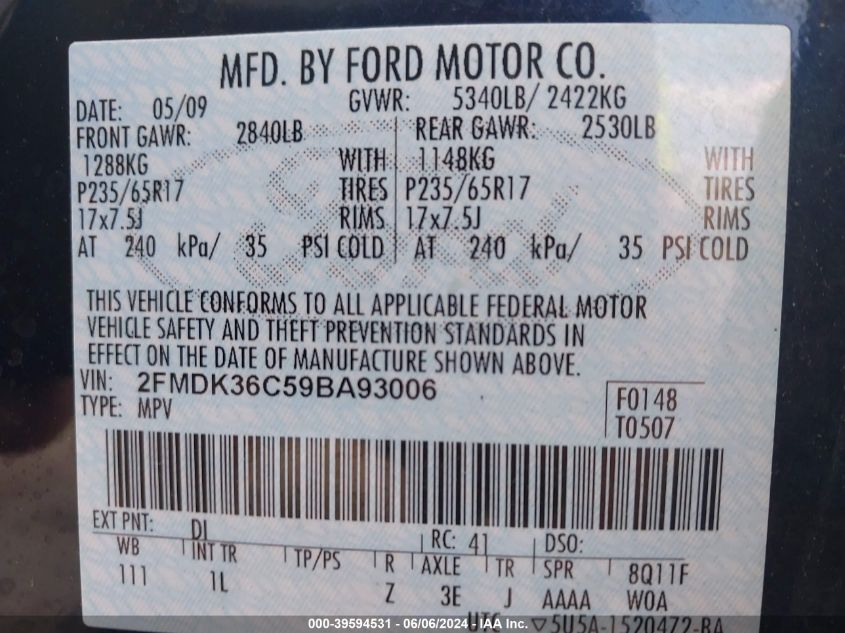 MFD. BY FORD MOTOR CO.
DATE: 05/09 GVWR: 5340LB/ 2422KG
FRONT GAWR: 2840LB REAR GAWR: 2530LB
1288KG WITH 1148KG WITH
P235/65R17 TIRES P235/65R17 TIRES
17x7.5J RIMS 17x7.5J RIMS
AT 240 kPa/ 35 PSI COLD AT 240 kPa/ 35 PSI COLD
THIS VEHICLE CONFORMS TO ALL APPLICABLE FEDERAL MOTOR
VEHICLE SAFETY AND THEFT PREVENTION STANDARDS IN
EFFECT ON THE DATE OF MANUFACTURE SHOWN ABOVE.
VIN: 2FMDK36C59BA93006
TYPE: MPV
F0148
T0507
EXT PNT: DL RC: 41 DSO:
WB INT TR TP/PS R AXLE TR SPR 8Q11F
111 1L Z 3E J AAAA W0A
UTC ▽5U5A-1520472-BA
000-39594531 - 06/06/2024 - IAA Inc.